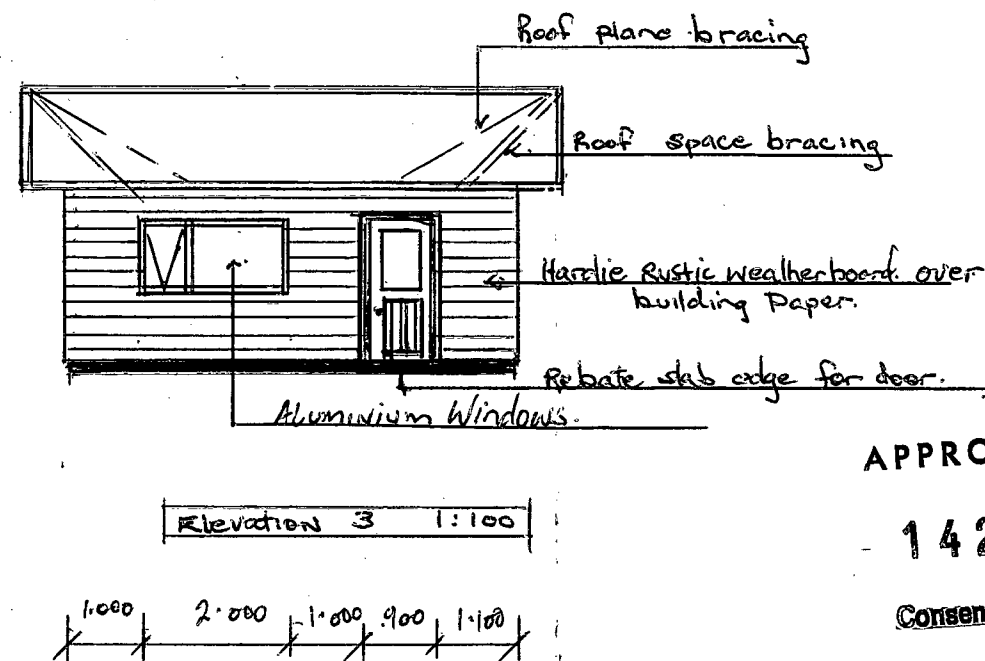 Roof plane bracing
Roof space bracing
Hardie Rustic weatherboard over
building Paper.
Rebate slab edge for door.
Aluminium Windows.
APPRO
Elevation 3 1:100
142
Consen
1.000 2.000 1.000 .900 1.100